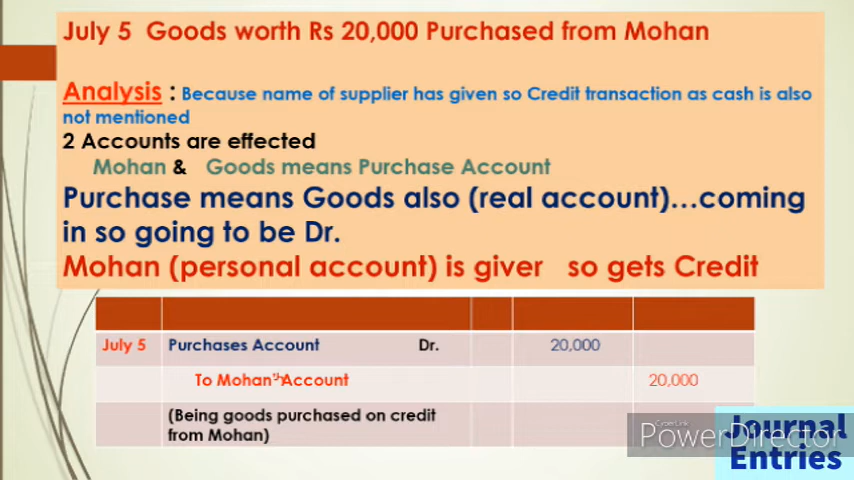 July 5 Goods worth Rs 20,000 Purchased from Mohan
Analysis : Because name of supplier has given so Credit transaction as cash is also
not mentioned
2 Accounts are effected
Mohan & Goods means Purchase Account
Purchase means Goods also (real account)...coming
in so going to be Dr.
Mohan (personal account) is giver so gets Credit
July 5 Purchases Account Dr. 20,000
To Mohan's Account 20,000
(Being goods purchased on credit
from Mohan)
CyberLink
PowerDirector
Journal
Entries